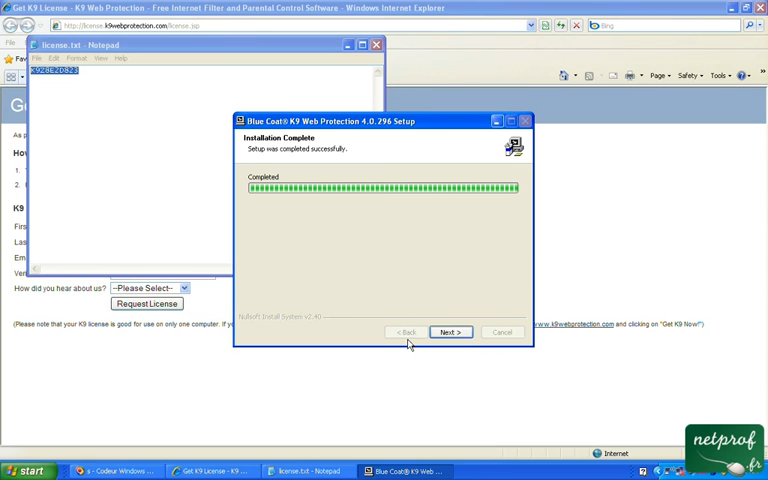 Get K9 License - K9 Web Protection - Free Internet Filter and Parental Control Software - Windows Internet Explorer
http://license.k9webprotection.com/license.jsp
Bing
File
Fav
Page
Safety
Tools
license.txt - Notepad
File Edit Format View Help
Blue Coat® K9 Web Protection 4.0.296 Setup
Installation Complete
Setup was completed successfully.
Completed
Nullsoft Install System v2.40
< Back
Next >
Cancel
As p
How
1.
2.
K9
Firs
Las
Em
Veri
How did you hear about us?
--Please Select--
Request License
(Please note that your K9 license is good for use on only one computer. If yo
www.k9webprotection.com and clicking on "Get K9 Now!")
Internet
netprof
.fr
start
s - Codeur Windows ...
Get K9 License - K9 ...
license.txt - Notepad
Blue Coat® K9 Web ...